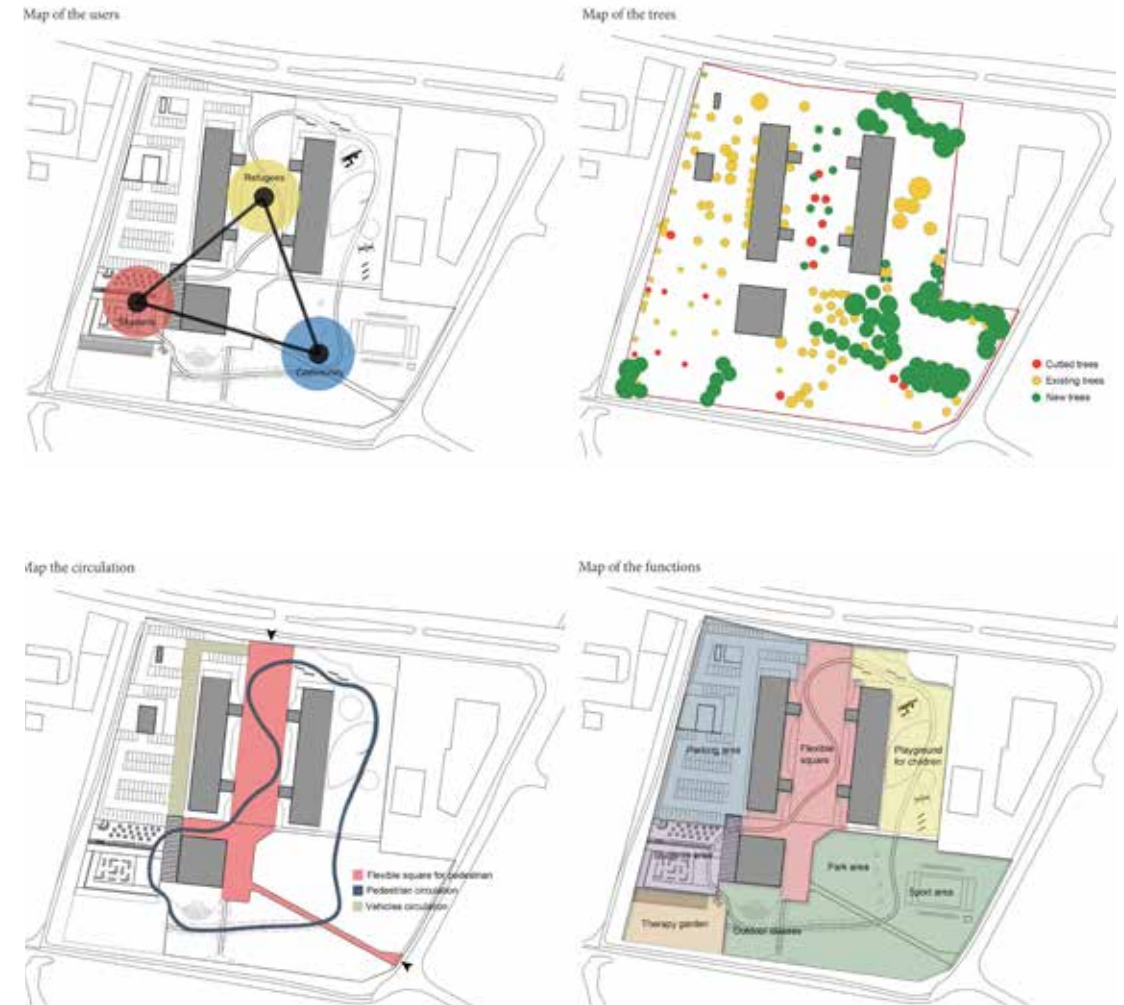 Map of the users
Refugees
Students
Community
Map of the trees
Cutted trees
Existing trees
New trees
Map the circulation
Flexible square for pedestrian
Pedestrian circulation
Vehicles circulation
Map of the functions
Parking area
Flexible
square
Playground
for children
Students area
Park area
Sport area
Therapy garden
Outdoor classes